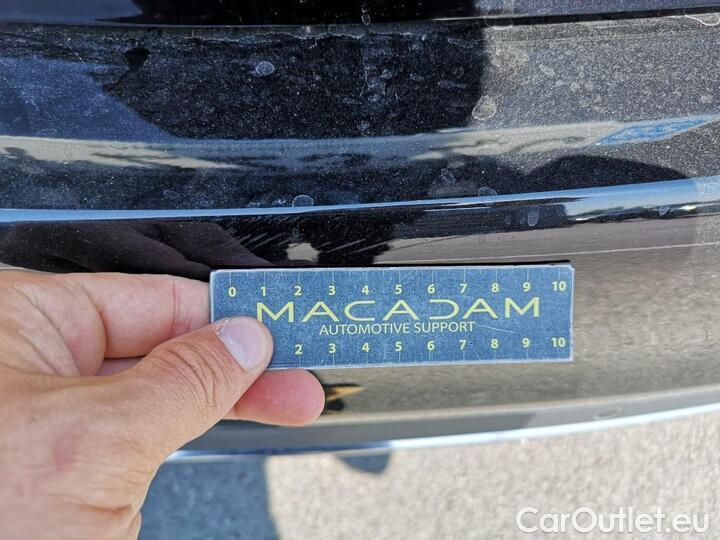 0 1 2 3 4 5 6 7 8 9 10
MACADAM
AUTOMOTIVE SUPPORT
2 3 4 5 6 7 8 9 10
CarOutlet.eu